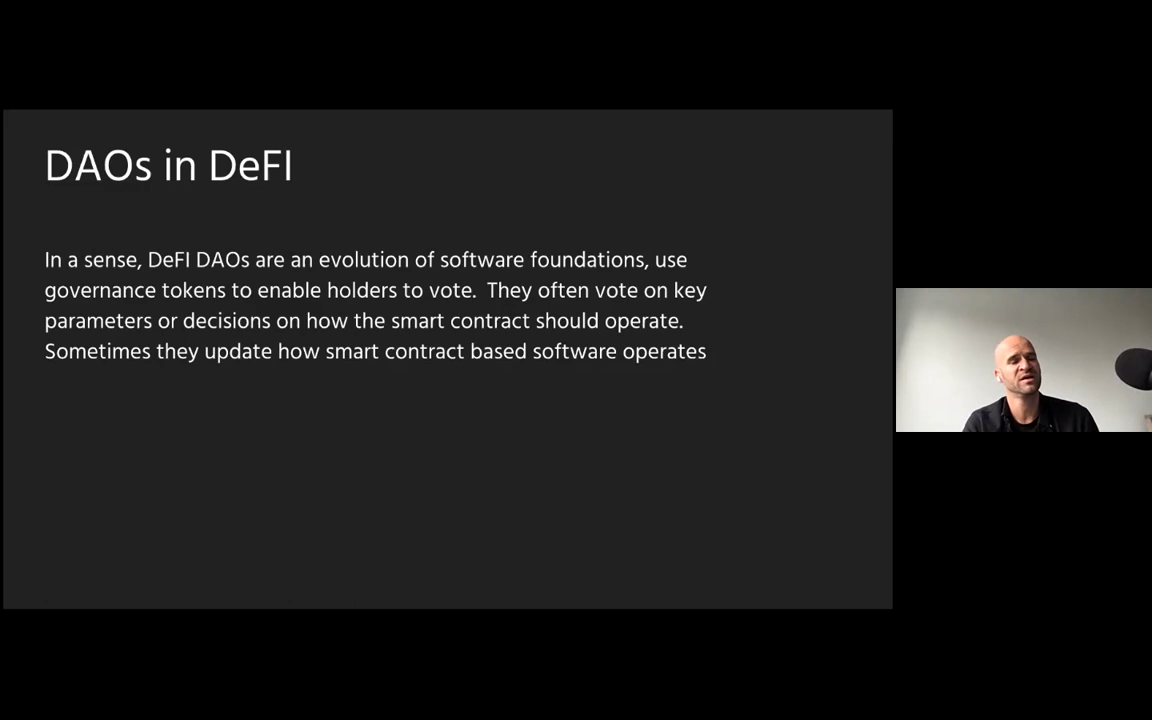 DAOs in DeFI
In a sense, DeFI DAOs are an evolution of software foundations, use
governance tokens to enable holders to vote.  They often vote on key
parameters or decisions on how the smart contract should operate.
Sometimes they update how smart contract based software operates